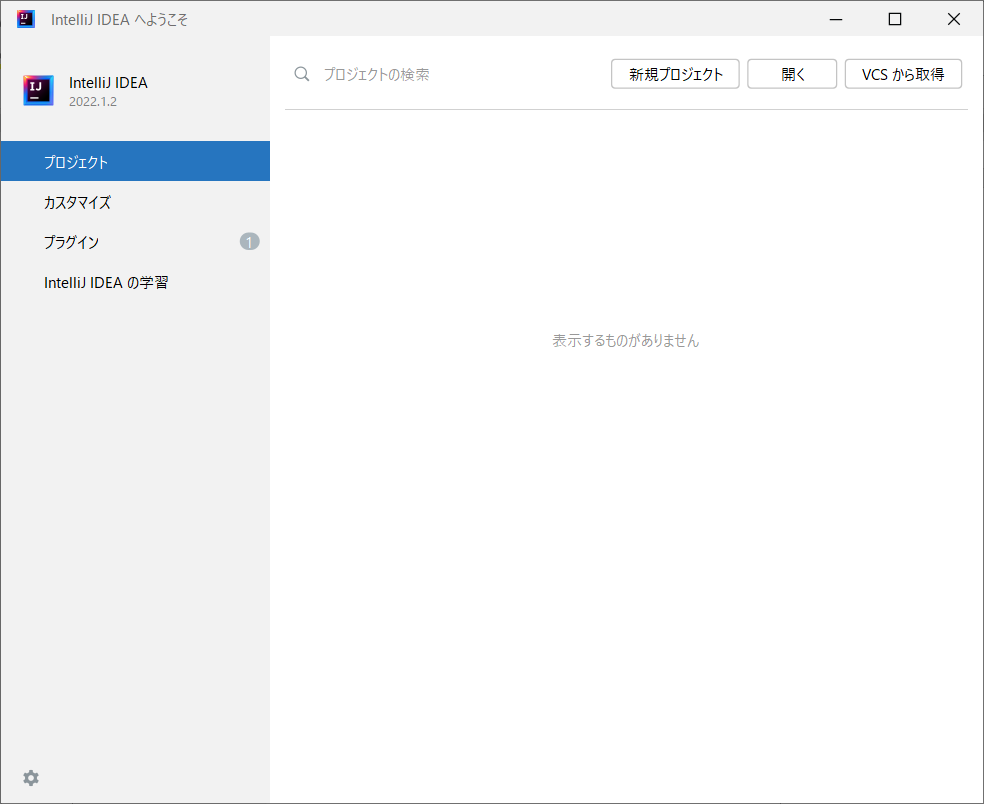 IntelliJ IDEA へようこそ
IntelliJ IDEA
2022.1.2
プロジェクト
カスタマイズ
プラグイン 1
IntelliJ IDEA の学習
プロジェクトの検索 新規プロジェクト 開く VCS から取得
表示するものがありません